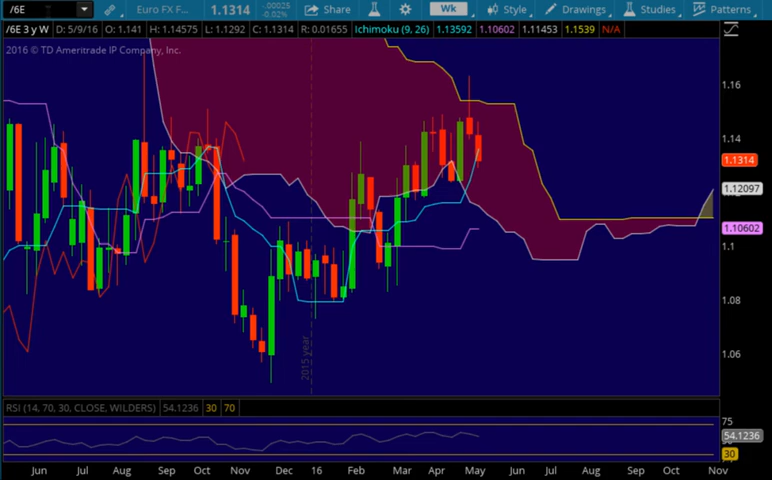 /6E Euro FX F... 1.1314 -.00025 -0.02% Share Wk Style Drawings Studies Patterns
/6E 3 y W D: 5/9/16 O: 1.141 H: 1.14575 L: 1.1292 C: 1.1314 R: 0.01655 Ichimoku (9, 26) 1.13592 1.10602 1.11453 1.1539 N/A
2016 © TD Ameritrade IP Company, Inc.
1.16
1.14
1.1314
1.12097
1.10602
1.1
1.08
1.06
2015 year
RSI (14, 70, 30, CLOSE, WILDERS) 54.1236 30 70
75
54.1236
30
Jun Jul Aug Sep Oct Nov Dec 16 Feb Mar Apr May Jun Jul Aug Sep Oct Nov